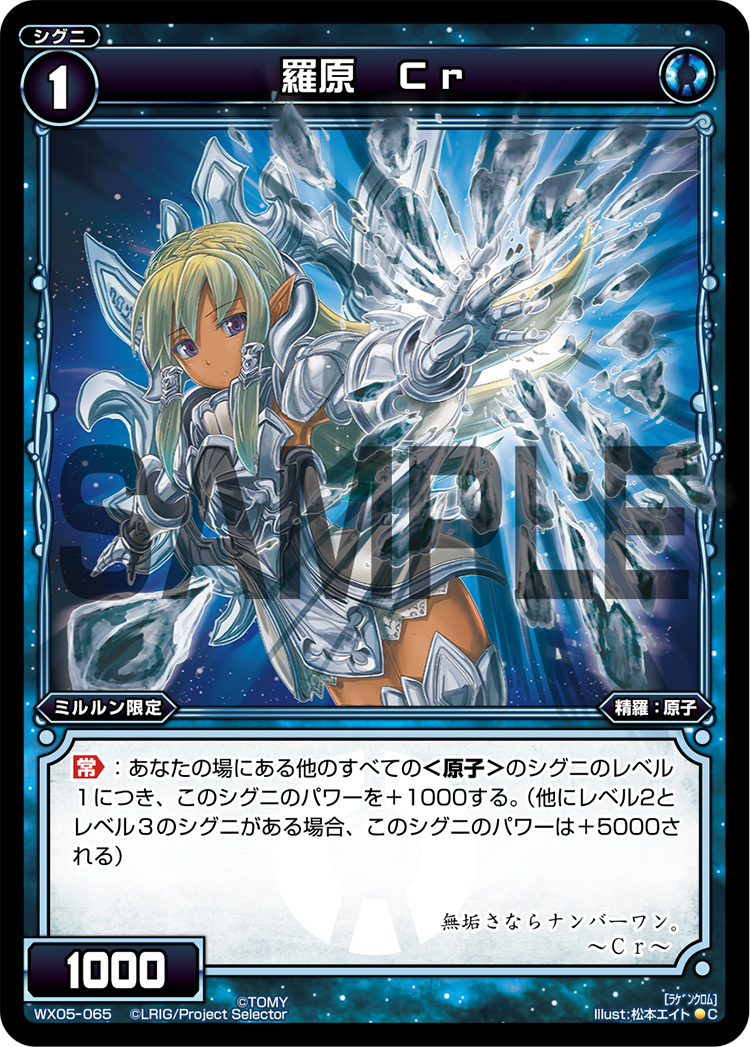 シグニ
1
羅原　Cr
SAMPLE
ミルルン限定
精羅：原子
常：あなたの場にある他のすべての＜原子＞のシグニのレベル
１につき、このシグニのパワーを＋1000する。（他にレベル2と
レベル３のシグニがある場合、このシグニのパワーは＋5000さ
れる）
無垢さならナンバーワン。
～Cr～
1000
[ﾗｹﾞﾝｸﾛﾑ]
©TOMY
WX05-065 ©LRIG/Project Selector
Illust:松本エイト C